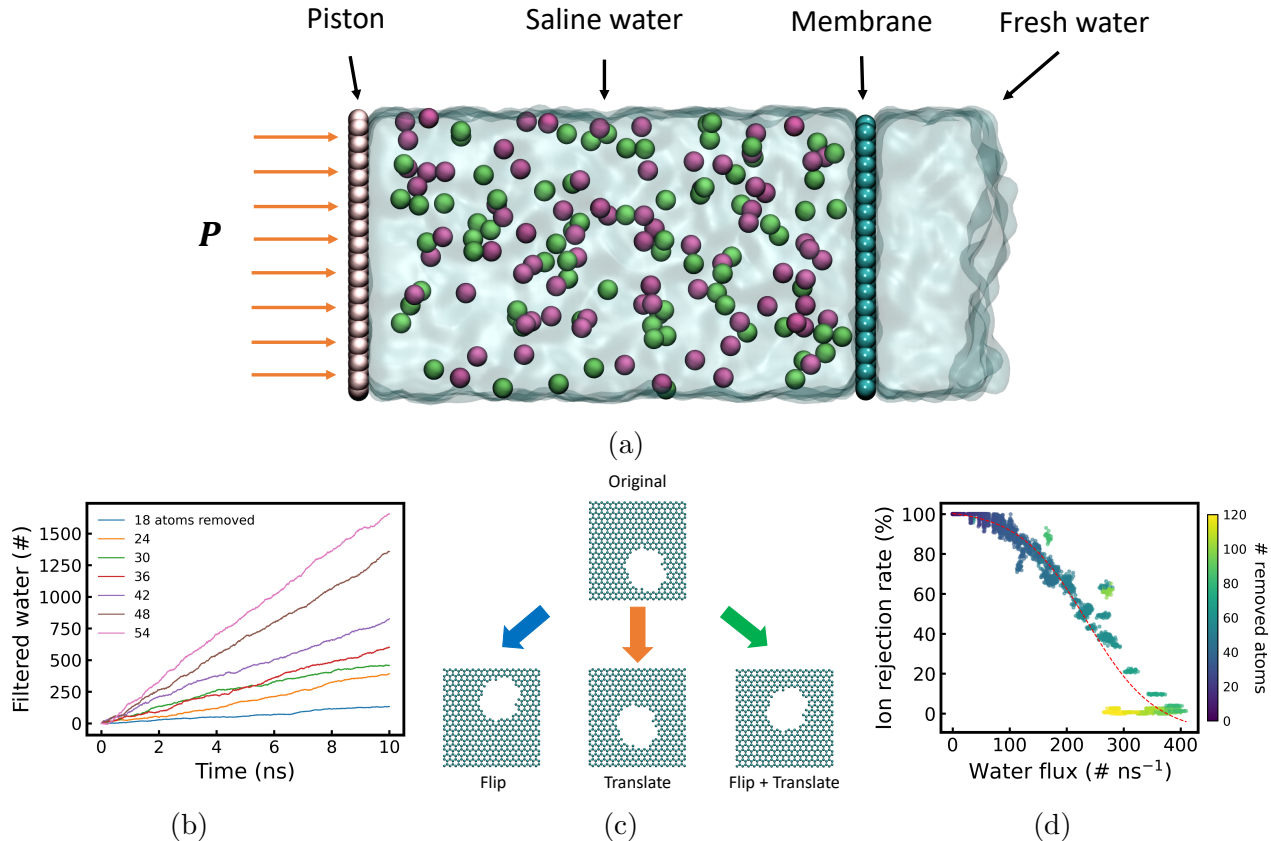 Piston
Saline water
Membrane
Fresh water
P
(a)
Filtered water (#)
1500
1250
1000
750
500
250
0
18 atoms removed
24
30
36
42
48
54
0
2
4
6
8
10
Time (ns)
(b)
Original
Flip
Translate
Flip + Translate
(c)
Ion rejection rate (%)
100
80
60
40
20
0
0
100
200
300
400
Water flux (# ns⁻¹)
120
100
80
60
40
20
0
# removed atoms
(d)